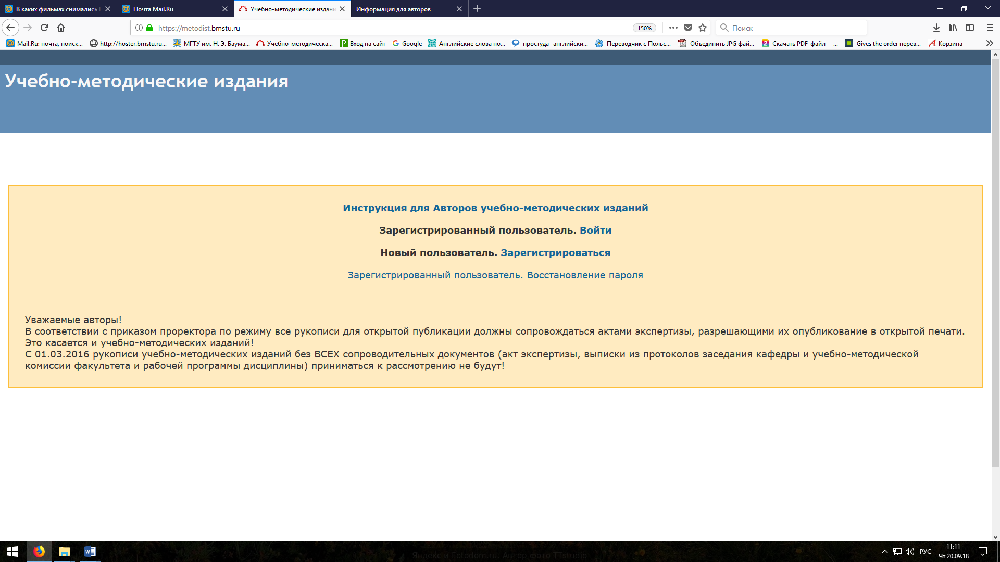 В каких фильмах снимались
Почта Mail.Ru
Учебно-методические издани
Информация для авторов
https://metodist.bmstu.ru
150%
Поиск
Mail.Ru: почта, поиск...
http://hoster.bmstu.ru...
МГТУ им. Н. Э. Баума...
Учебно-методическа...
Вход на сайт
Google
Английские слова по...
простуда- английски...
Переводчик с Польс...
Объединить JPG фай...
Скачать PDF-файл —...
Gives the order перев...
Корзина
Учебно-методические издания
Инструкция для Авторов учебно-методических изданий
Зарегистрированный пользователь. Войти
Новый пользователь. Зарегистрироваться
Зарегистрированный пользователь. Восстановление пароля
Уважаемые авторы!
В соответствии с приказом проректора по режиму все рукописи для открытой публикации должны сопровождаться актами экспертизы, разрешающими их опубликование в открытой печати.
Это касается и учебно-методических изданий!
С 01.03.2016 рукописи учебно-методических изданий без ВСЕХ сопроводительных документов (акт экспертизы, выписки из протоколов заседания кафедры и учебно-методической
комиссии факультета и рабочей программы дисциплины) приниматься к рассмотрению не будут!
Яндекс и Fotodom.ru. Автор фото TTstudio
РУС
11:11
Чт 20.09.18